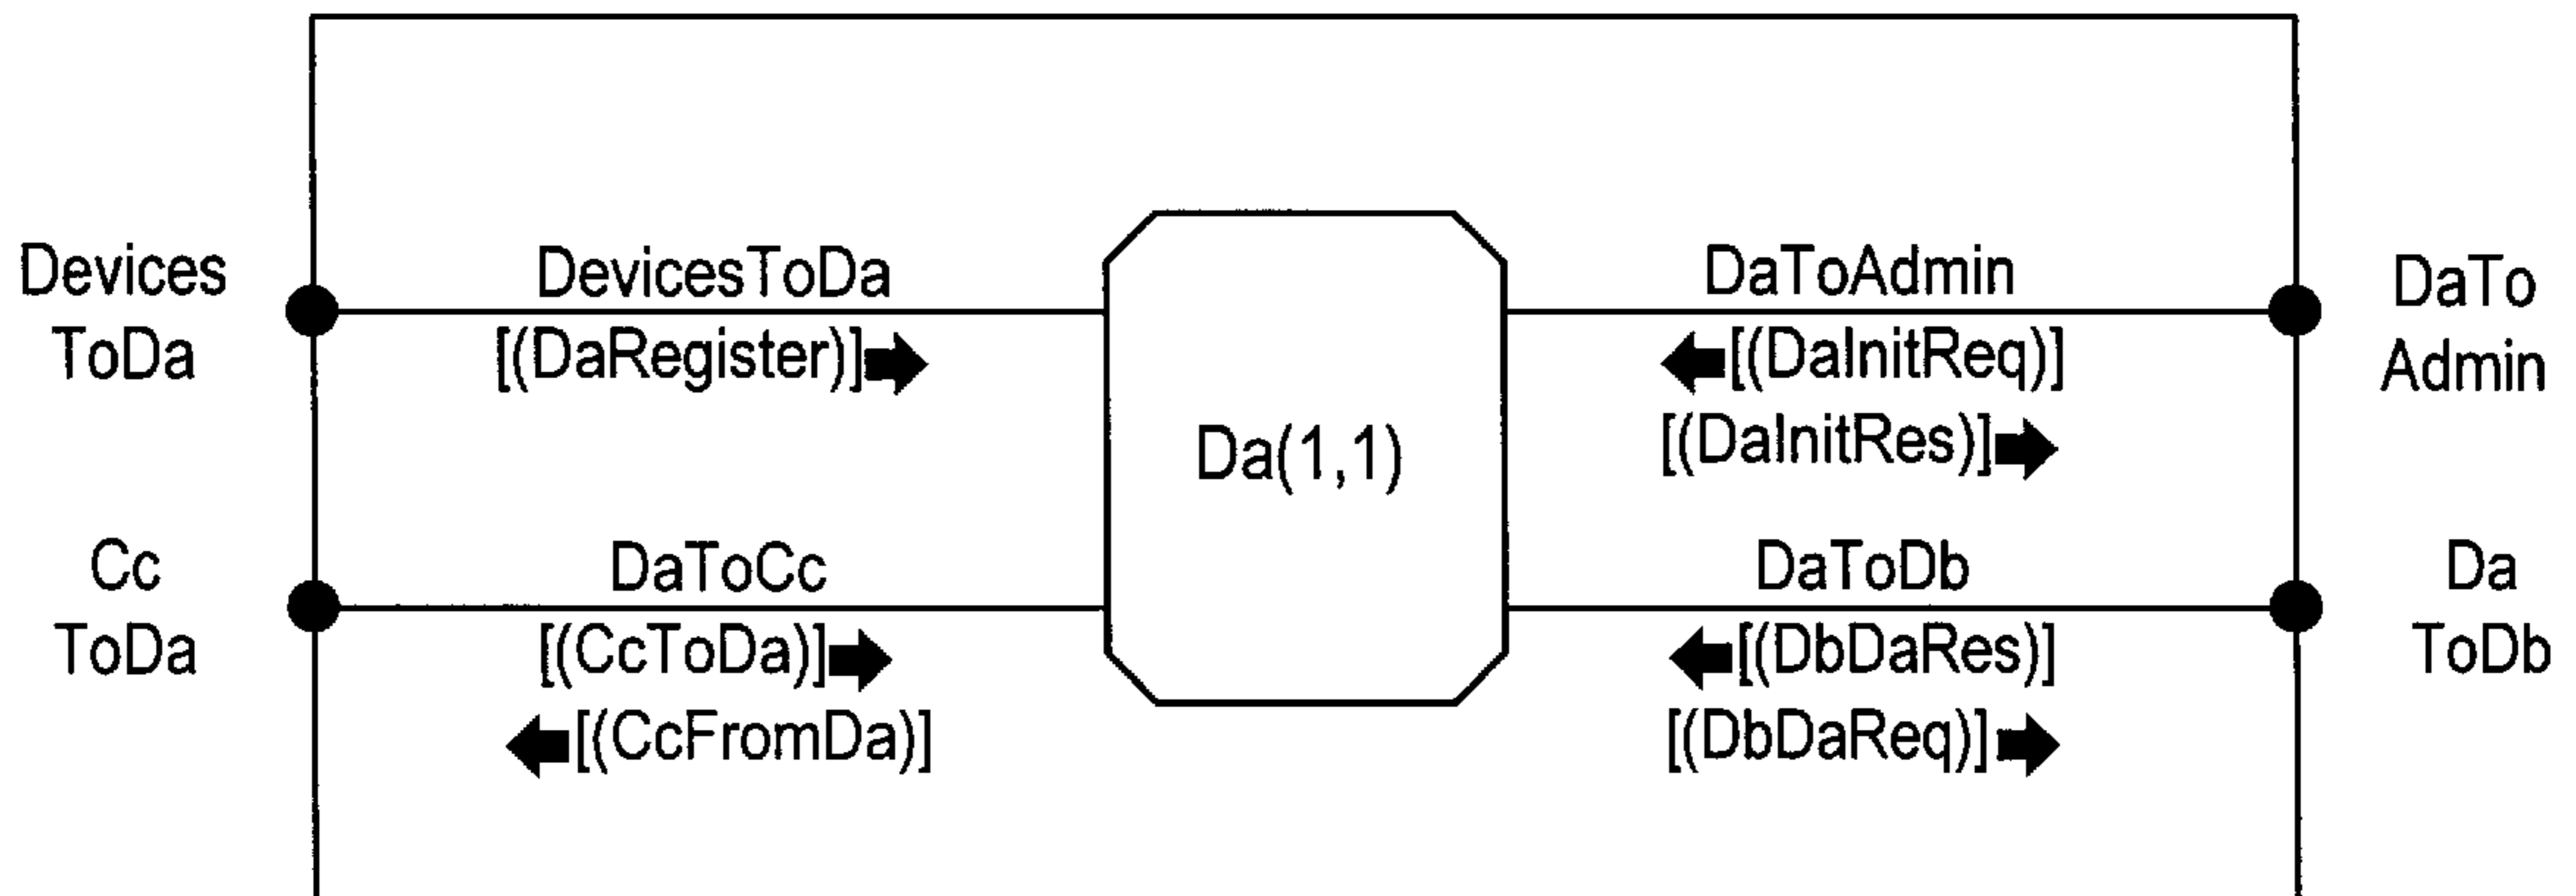 Devices
ToDa
DevicesToDa
[(DaRegister)]
Cc
ToDa
DaToCc
[(CcToDa)]
[(CcFromDa)]
Da(1,1)
DaToAdmin
[(DaInitReq)]
[(DaInitRes)]
DaTo
Admin
DaToDb
[(DbDaRes)]
[(DbDaReq)]
Da
ToDb